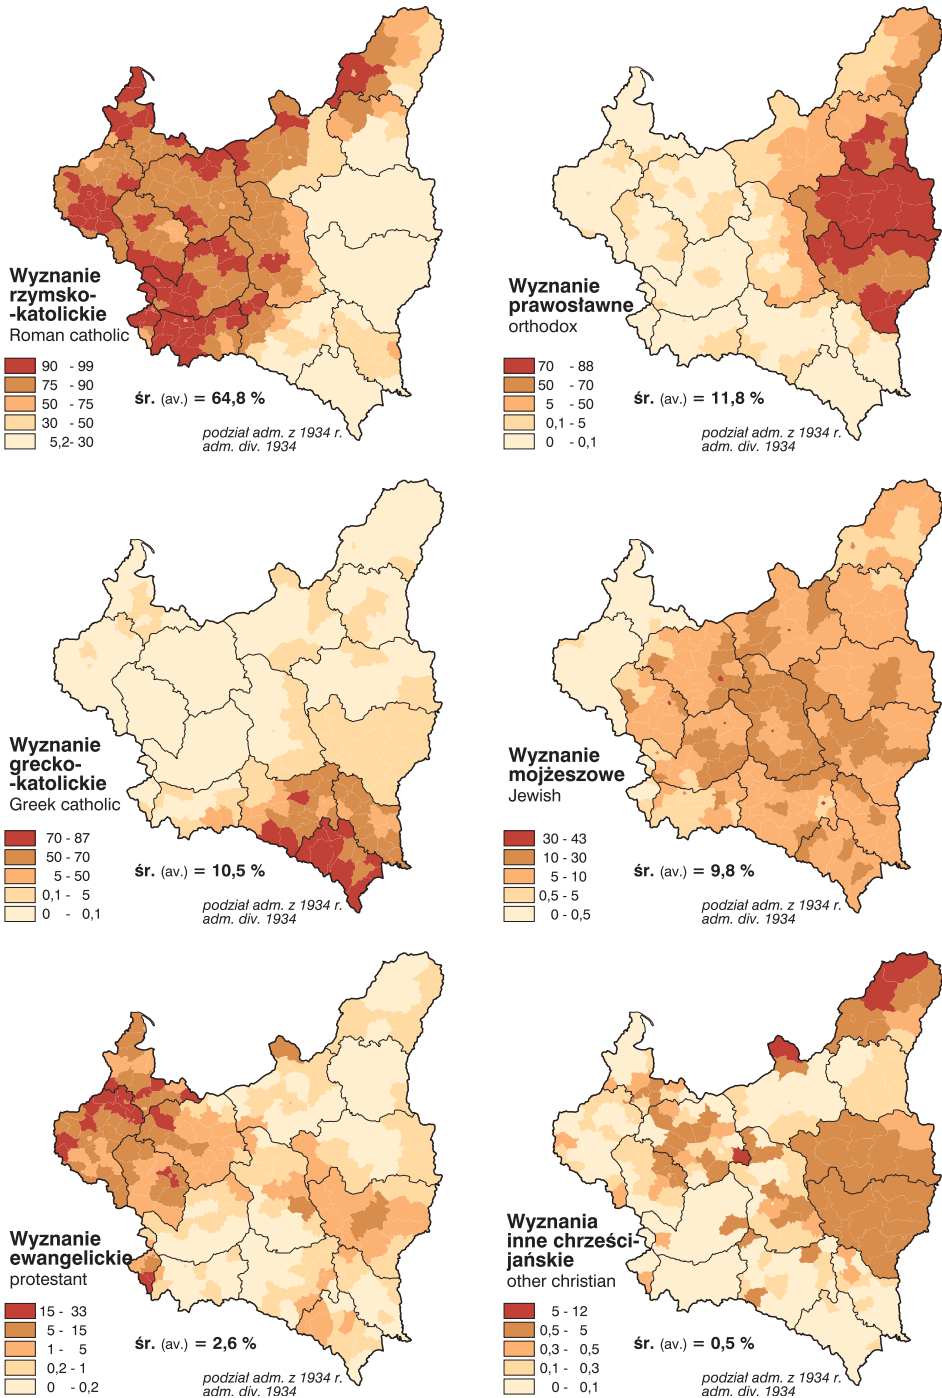 Wyznanie
rzymsko-
-katolickie
Roman catholic
90 - 99
75 - 90
50 - 75
30 - 50
5,2- 30
śr. (av.) = 64,8 %
podział adm. z 1934 r.
adm. div. 1934
Wyznanie
prawosławne
orthodox
70 - 88
50 - 70
5 - 50
0,1 - 5
0 - 0,1
śr. (av.) = 11,8 %
podział adm. z 1934 r.
adm. div. 1934
Wyznanie
grecko-
-katolickie
Greek catholic
70 - 87
50 - 70
5 - 50
0,1 - 5
0 - 0,1
śr. (av.) = 10,5 %
podział adm. z 1934 r.
adm. div. 1934
Wyznanie
mojżeszowe
Jewish
30 - 43
10 - 30
5 - 10
0,5 - 5
0 - 0,5
śr. (av.) = 9,8 %
podział adm. z 1934 r.
adm. div. 1934
Wyznanie
ewangelickie
protestant
15 - 33
5 - 15
1 - 5
0,2 - 1
0 - 0,2
śr. (av.) = 2,6 %
podział adm. z 1934 r.
adm. div. 1934
Wyznania
inne chrześci-
jańskie
other christian
5 - 12
0,5 - 5
0,3 - 0,5
0,1 - 0,3
0 - 0,1
śr. (av.) = 0,5 %
podział adm. z 1934 r.
adm. div. 1934